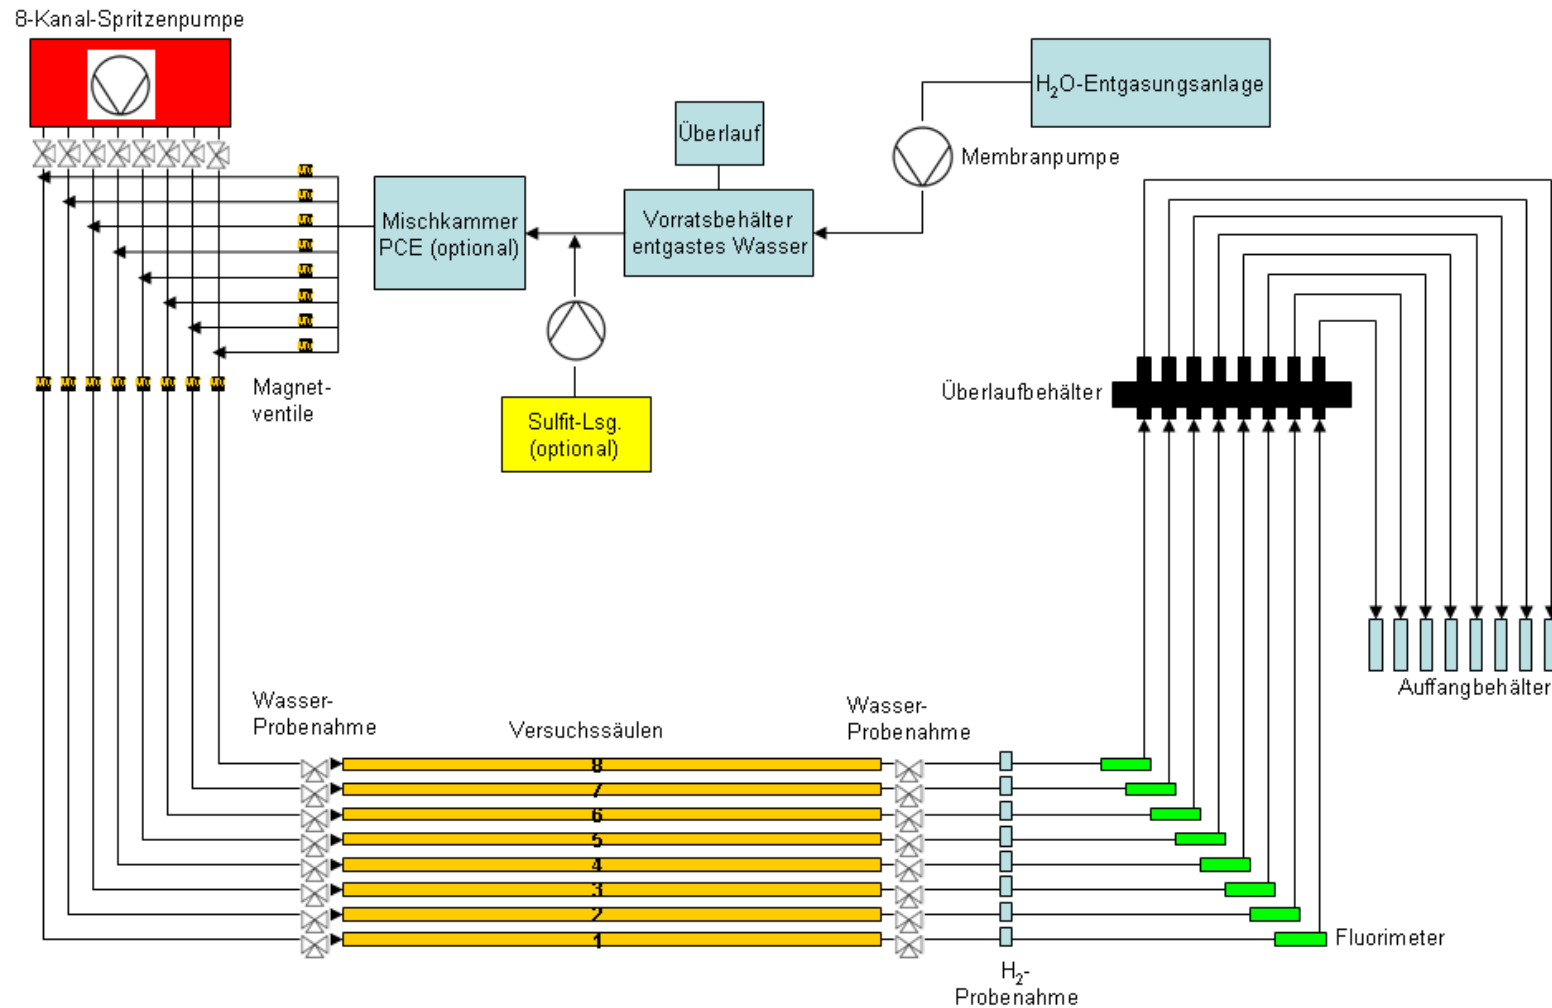 8-Kanal-Spritzenpumpe
H₂O-Entgasungsanlage
Überlauf
Membranpumpe
Mischkammer
PCE (optional)
Vorratsbehälter
entgastes Wasser
Magnet-
ventile
Überlaufbehälter
Sulfit-Lsg.
(optional)
Auffangbehälter
Wasser-
Probenahme
Versuchssäulen
Wasser-
Probenahme
8
7
6
5
4
3
2
1
Fluorimeter
H₂-
Probenahme